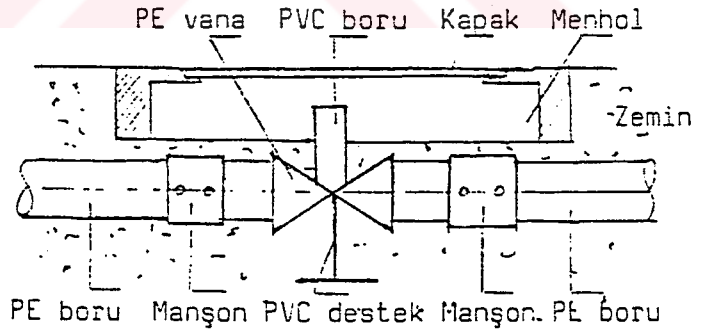 PE vana PVC boru Kapak Menhol
Zemin
PE boru Manşon PVC destek Manşon. PE boru